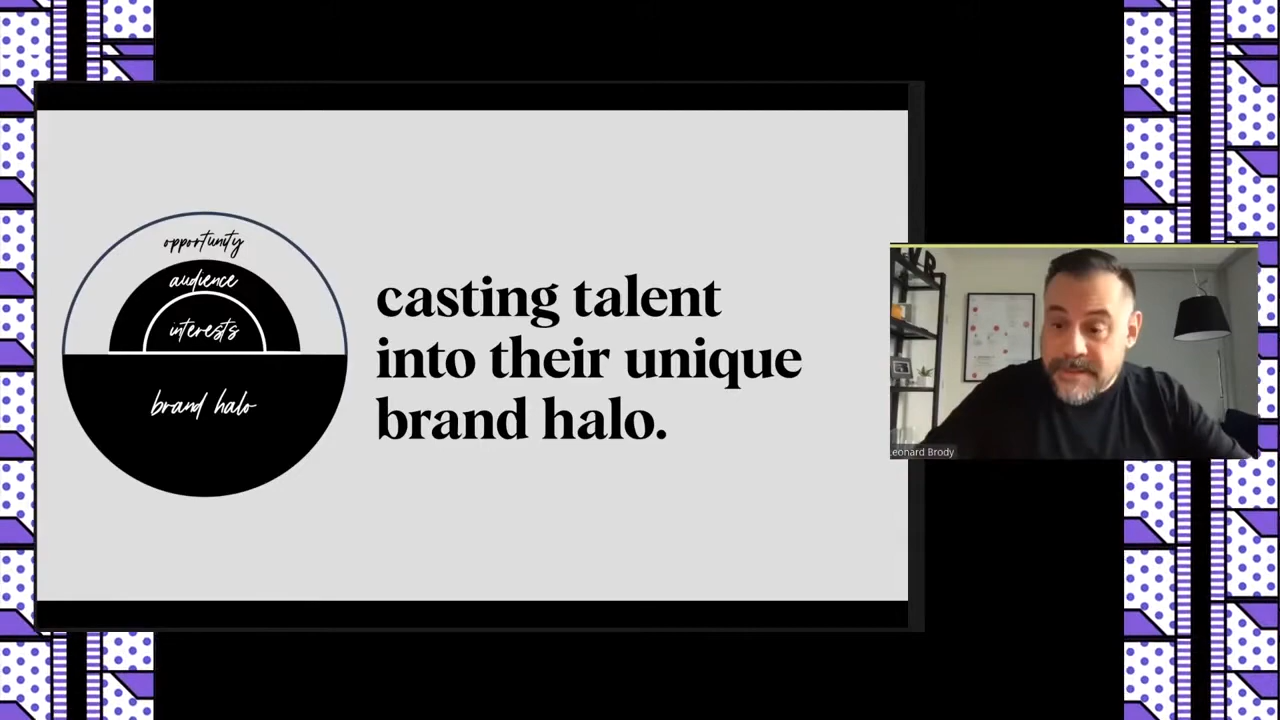 opportunity
audience
interests
brand halo
casting talent
into their unique
brand halo.
Leonard Brody